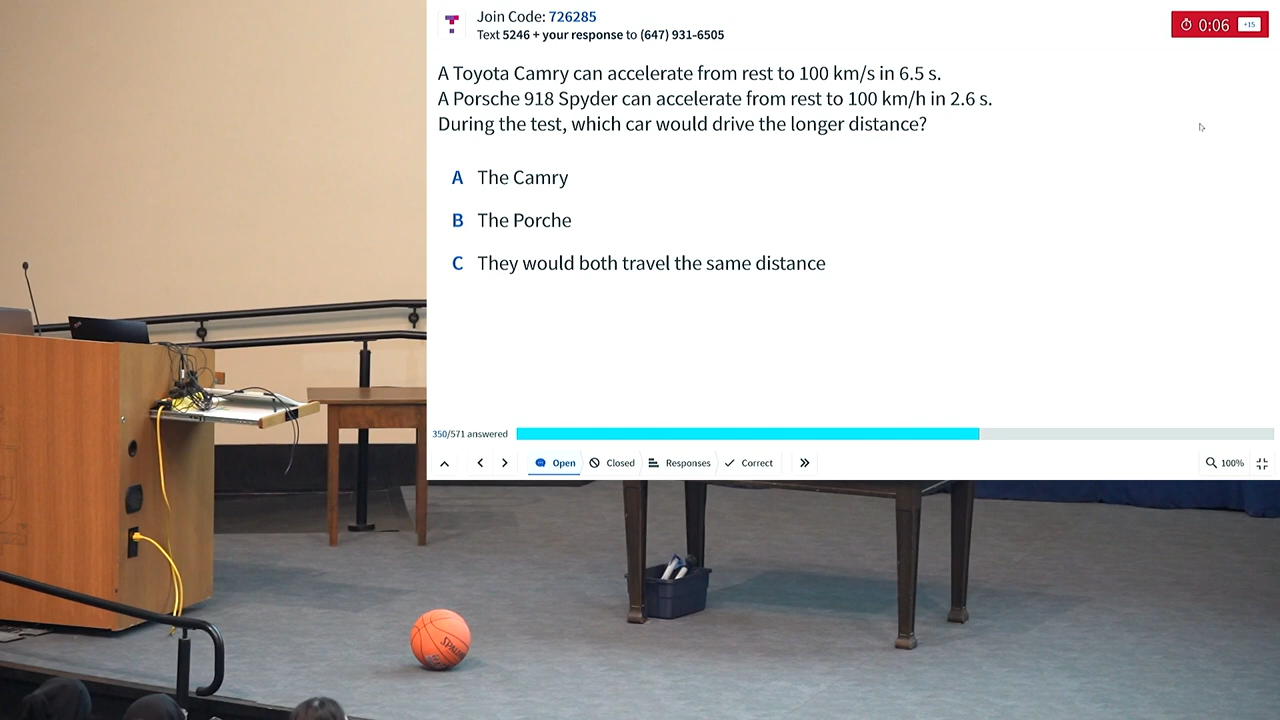 Join Code: 726285
Text 5246 + your response to (647) 931-6505
0:06 +15
A Toyota Camry can accelerate from rest to 100 km/s in 6.5 s.
A Porsche 918 Spyder can accelerate from rest to 100 km/h in 2.6 s.
During the test, which car would drive the longer distance?
A The Camry
B The Porche
C They would both travel the same distance
350/571 answered
Open Closed Responses Correct 100%
SPALDING